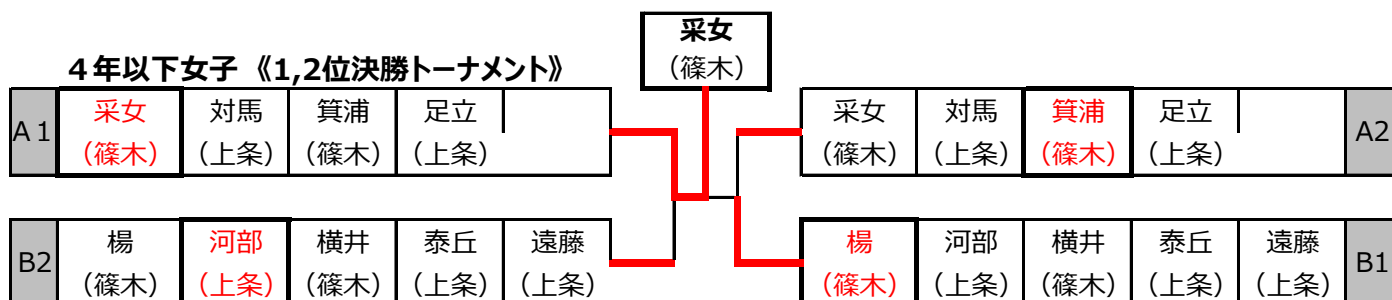 采女
（篠木）
４年以下女子《1,2位決勝トーナメント》
A１ 采女 対馬 箕浦 足立
（篠木） （上条） （篠木） （上条）
采女 対馬 箕浦 足立 A2
（篠木） （上条） （篠木） （上条）
B2 楊 河部 横井 泰丘 遠藤
（篠木） （上条） （篠木） （上条） （上条）
楊 河部 横井 泰丘 遠藤 B1
（篠木） （上条） （篠木） （上条） （上条）